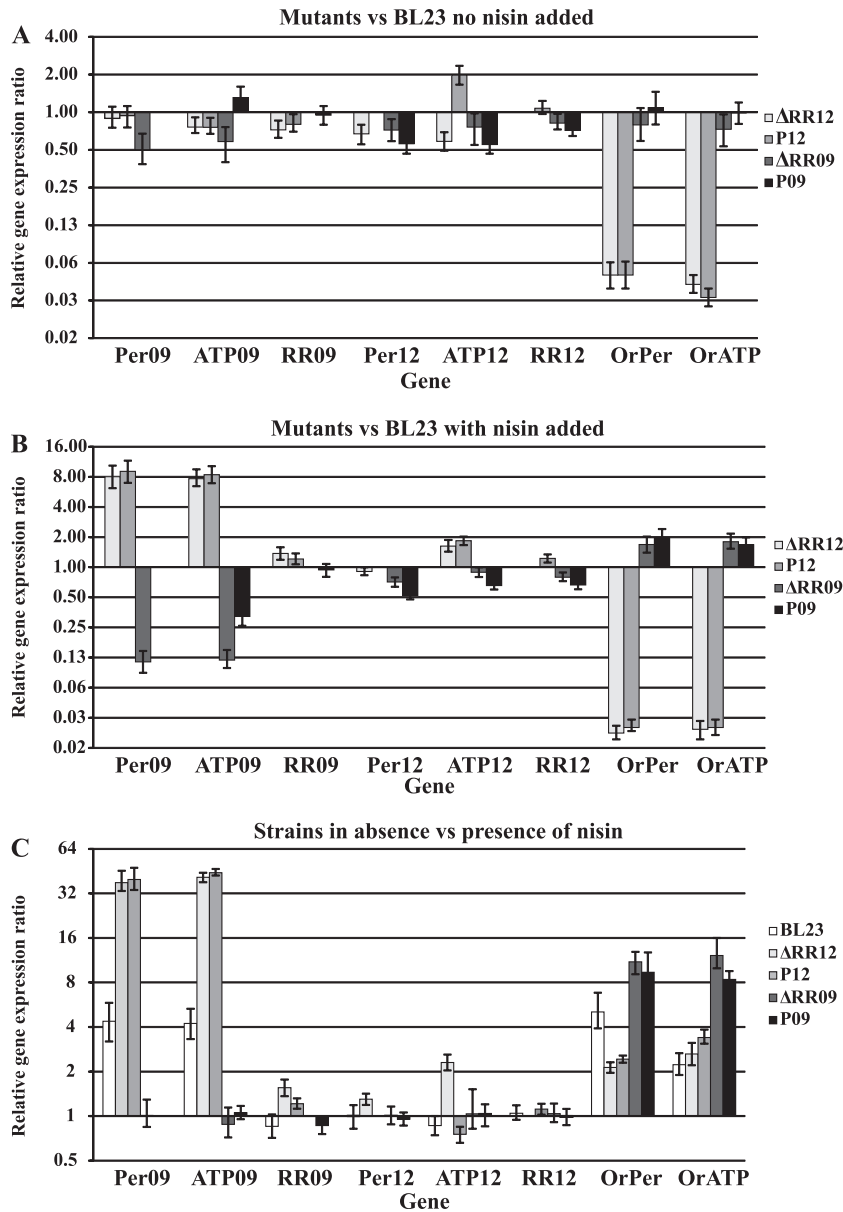 A
Mutants vs BL23 no nisin added
Relative gene expression ratio
4.00
2.00
1.00
0.50
0.25
0.13
0.06
0.03
0.02
Per09 ATP09 RR09 Per12 ATP12 RR12 OrPer OrATP
Gene
ΔRR12
P12
ΔRR09
P09
B
Mutants vs BL23 with nisin added
Relative gene expression ratio
16.00
8.00
4.00
2.00
1.00
0.50
0.25
0.13
0.06
0.03
0.02
Per09 ATP09 RR09 Per12 ATP12 RR12 OrPer OrATP
Gene
ΔRR12
P12
ΔRR09
P09
C
Strains in absence vs presence of nisin
Relative gene expression ratio
64
32
16
8
4
2
1
0.5
Per09 ATP09 RR09 Per12 ATP12 RR12 OrPer OrATP
Gene
BL23
ΔRR12
P12
ΔRR09
P09